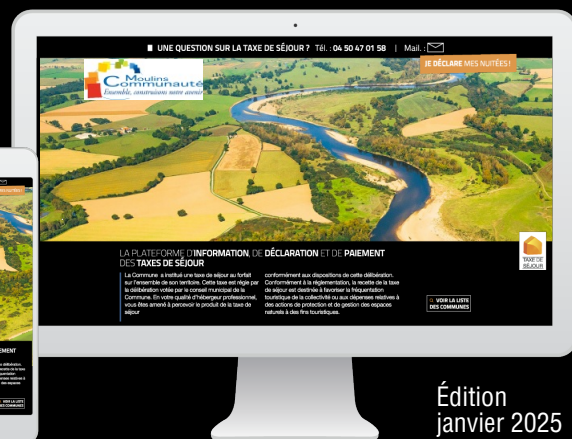 UNE QUESTION SUR LA TAXE DE SÉJOUR ? Tél. : 04 50 47 01 58 | Mail. :
JE DÉCLARE MES NUITÉES !
Moulins
Communauté
Ensemble, construisons notre avenir
LA PLATEFORME D'INFORMATION, DE DÉCLARATION ET DE PAIEMENT
DES TAXES DE SÉJOUR
La Commune a institué une taxe de séjour au forfait
sur l'ensemble de son territoire. Cette taxe est régie par
la délibération votée par le conseil municipal de la
Commune. En votre qualité d'hébergeur professionnel,
vous êtes amené à percevoir le produit de la taxe de
séjour
conformément aux dispositions de cette délibération.
Conformément à la réglementation, la recette de la taxe
de séjour est destinée à favoriser la fréquentation
touristique de la collectivité ou aux dépenses relatives à
des actions de protection et de gestion des espaces
naturels à des fins touristiques.
TAXE DE
SÉJOUR
VOIR LA LISTE
DES COMMUNES
Édition
janvier 2025